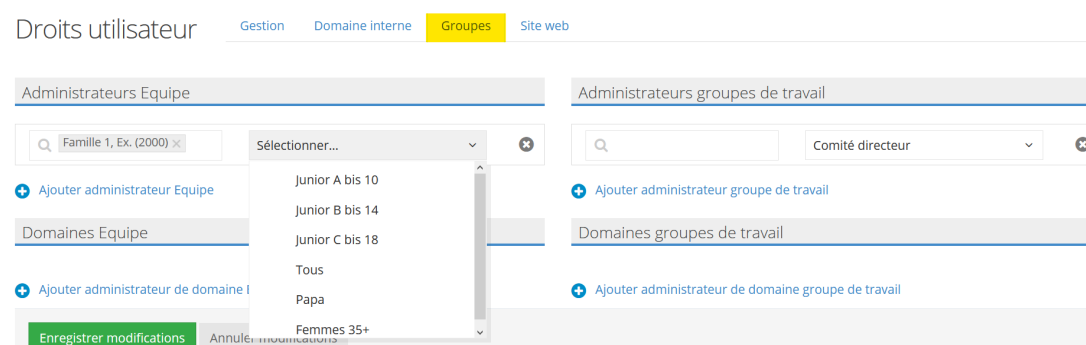 Droits utilisateur Gestion Domaine interne Groupes Site web
Administrateurs Equipe
Famille 1, Ex. (2000) Sélectionner...
Junior A bis 10
Ajouter administrateur Equipe
Junior B bis 14
Domaines Equipe
Junior C bis 18
Tous
Ajouter administrateur de domaine
Papa
Femmes 35+
Enregistrer modifications Annuler modifications
Administrateurs groupes de travail
Comité directeur
Ajouter administrateur groupe de travail
Domaines groupes de travail
Ajouter administrateur de domaine groupe de travail